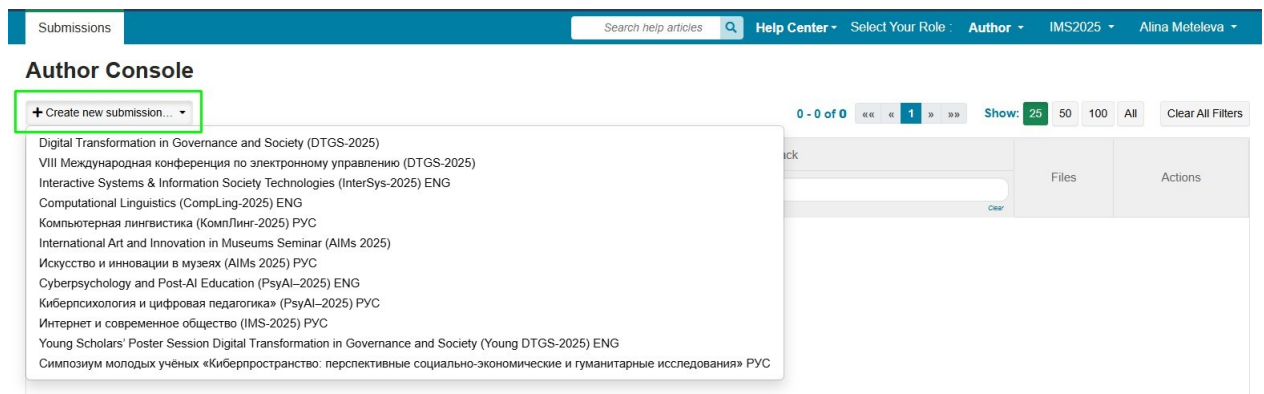 Submissions
Search help articles
Help Center
Select Your Role :
Author
IMS2025
Alina Meteleva
Author Console
+ Create new submission...
0 - 0 of 0
«« « 1 » »»
Show: 25 50 100 All
Clear All Filters
Digital Transformation in Governance and Society (DTGS-2025)
VIII Международная конференция по электронному управлению (DTGS-2025)
Interactive Systems & Information Society Technologies (InterSys-2025) ENG
Computational Linguistics (CompLing-2025) ENG
Компьютерная лингвистика (КомпЛинг-2025) РУС
International Art and Innovation in Museums Seminar (AIMs 2025)
Искусство и инновации в музеях (AIMs 2025) РУС
Cyberpsychology and Post-AI Education (PsyAI–2025) ENG
Киберпсихология и цифровая педагогика» (PsyAI–2025) РУС
Интернет и современное общество (IMS-2025) РУС
Young Scholars' Poster Session Digital Transformation in Governance and Society (Young DTGS-2025) ENG
Симпозиум молодых учёных «Киберпространство: перспективные социально-экономические и гуманитарные исследования» РУС
ack
Clear
Files
Actions